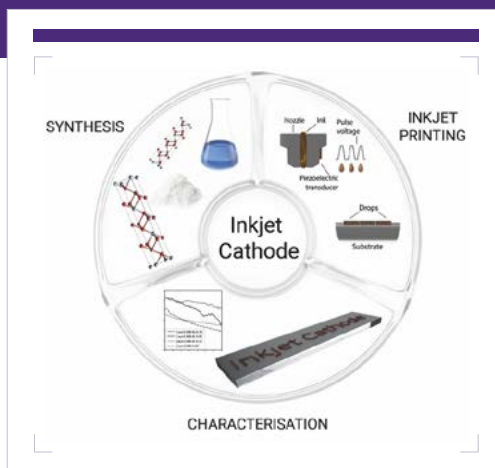 SYNTHESIS
INKJET
PRINTING
Nozzle
Ink
Pulse
voltage
Piezoelectric
transducer
Drops
Substrate
Inkjet
Cathode
Inkjet Cathode
CHARACTERISATION